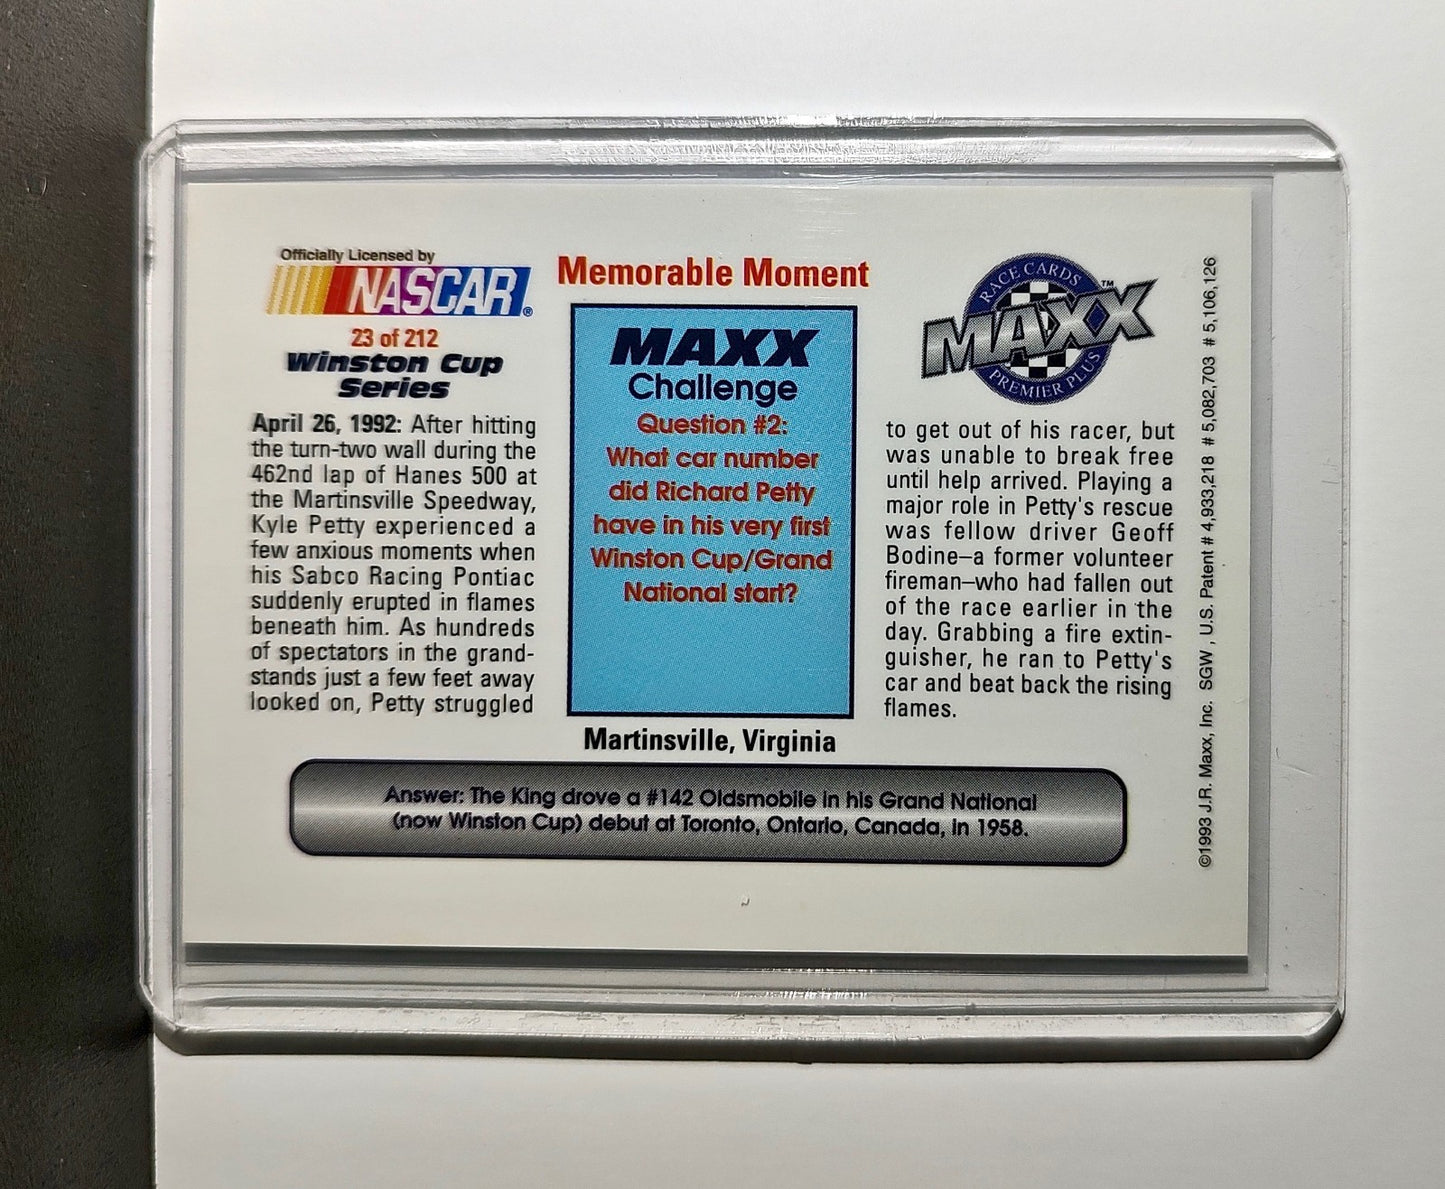 Officially Licensed by
NASCAR®
23 of 212
Winston Cup
Series
April 26, 1992: After hitting
the turn-two wall during the
462nd lap of Hanes 500 at
the Martinsville Speedway,
Kyle Petty experienced a
few anxious moments when
his Sabco Racing Pontiac
suddenly erupted in flames
beneath him. As hundreds
of spectators in the grand-
stands just a few feet away
looked on, Petty struggled
Memorable Moment
MAXX
Challenge
Question #2:
What car number
did Richard Petty
have in his very first
Winston Cup/Grand
National start?
Martinsville, Virginia
RACE CARDS
MAXX™
PREMIER PLUS
to get out of his racer, but
was unable to break free
until help arrived. Playing a
major role in Petty's rescue
was fellow driver Geoff
Bodine—a former volunteer
fireman—who had fallen out
of the race earlier in the
day. Grabbing a fire extin-
guisher, he ran to Petty's
car and beat back the rising
flames.
Answer: The King drove a #142 Oldsmobile in his Grand National
(now Winston Cup) debut at Toronto, Ontario, Canada, in 1958.
©1993 J.R. Maxx, Inc. SGW , U.S. Patent # 4,933,218 # 5,082,703 # 5,106,126